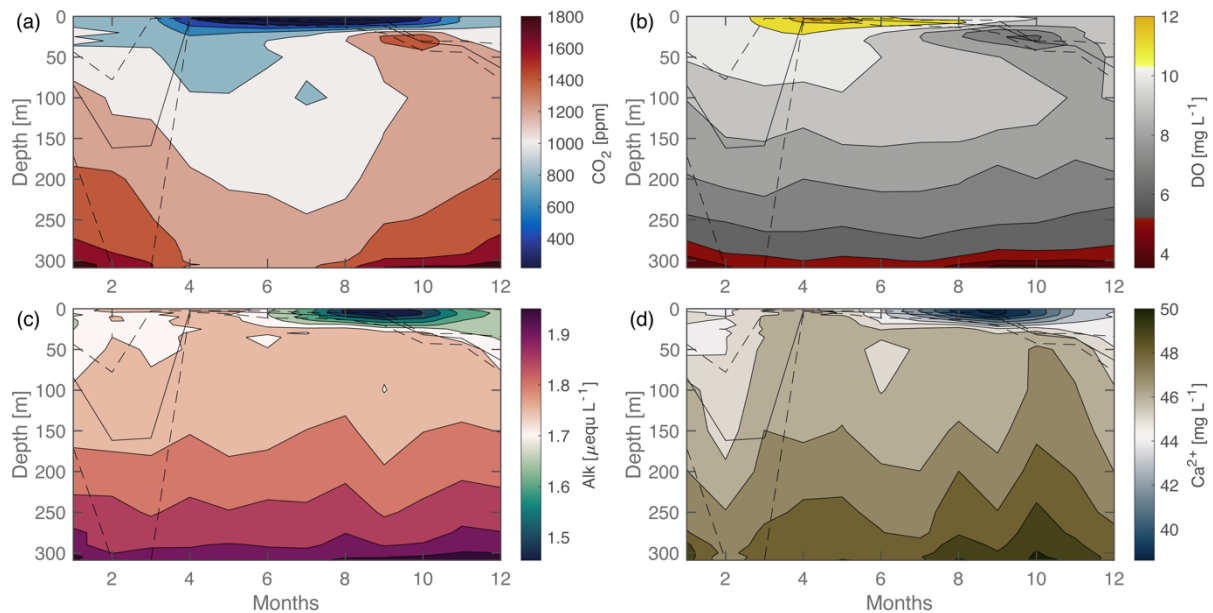 (a)
0
50
100
150
200
250
300
Depth [m]
2 4 6 8 10 12
1800
1600
1400
1200
1000
800
600
400
CO2 [ppm]
(b)
0
50
100
150
200
250
300
Depth [m]
2 4 6 8 10 12
12
10
8
6
4
DO [mg L-1]
(c)
0
50
100
150
200
250
300
Depth [m]
2 4 6 8 10 12
Months
1.9
1.8
1.7
1.6
1.5
Alk [μequ L-1]
(d)
0
50
100
150
200
250
300
Depth [m]
2 4 6 8 10 12
Months
50
48
46
44
42
40
Ca2+ [mg L-1]